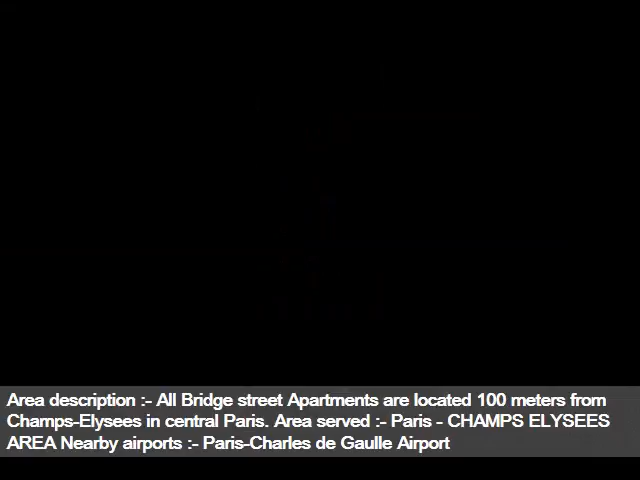 Area description :- All Bridge street Apartments are located 100 meters from
Champs-Elysees in central Paris. Area served :- Paris - CHAMPS ELYSEES
AREA Nearby airports :- Paris-Charles de Gaulle Airport